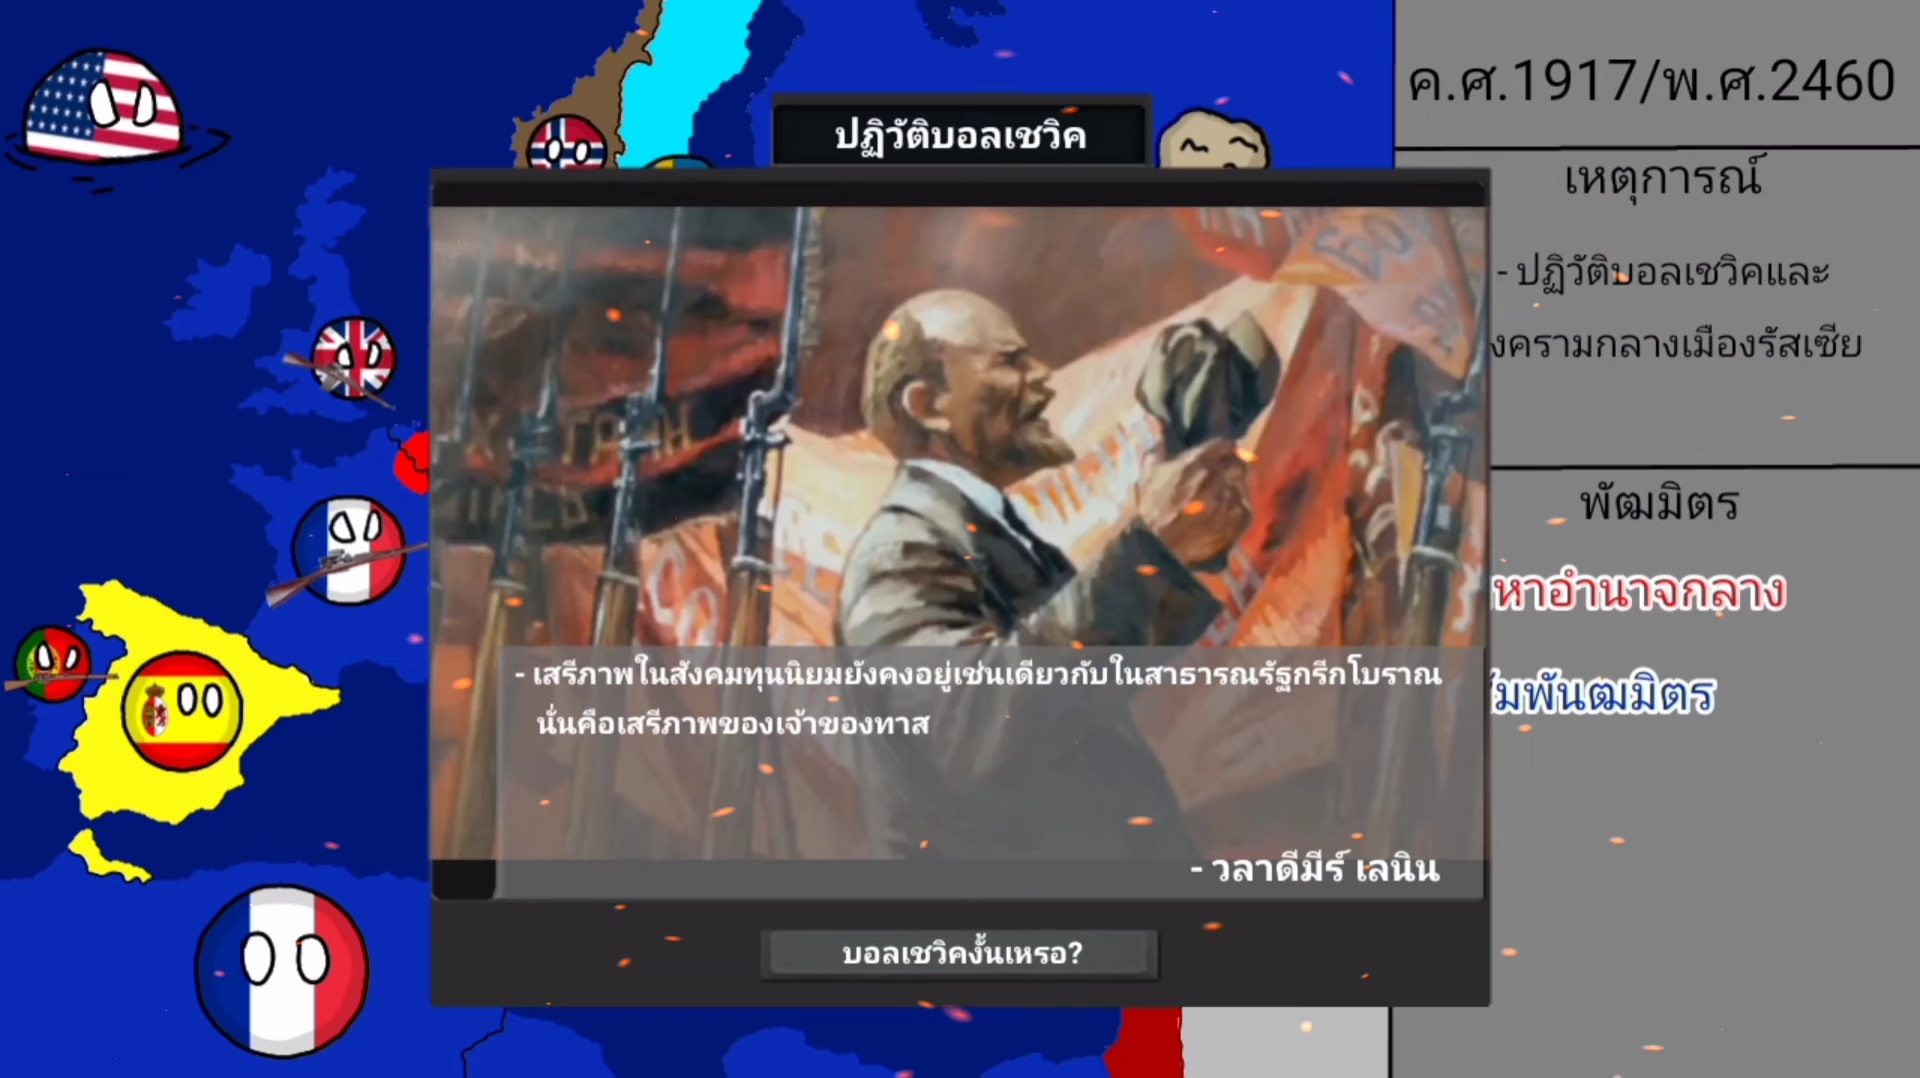 ค.ศ.1917/พ.ศ.2460
ปฏิวัติบอลเชวิค
เหตุการณ์
- ปฏิวัติบอลเชวิคและ
งครามกลางเมืองรัสเซีย
พัฒมิตร
หาอำนาจกลาง
ัมพันฒมิตร
- เสรีภาพในสังคมทุนนิยมยังคงอยู่เช่นเดียวกับในสาธารณรัฐกรีกโบราณ
นั่นคือเสรีภาพของเจ้าของทาส
- วลาดีมีร์ เลนิน
บอลเชวิคงั้นเหรอ?